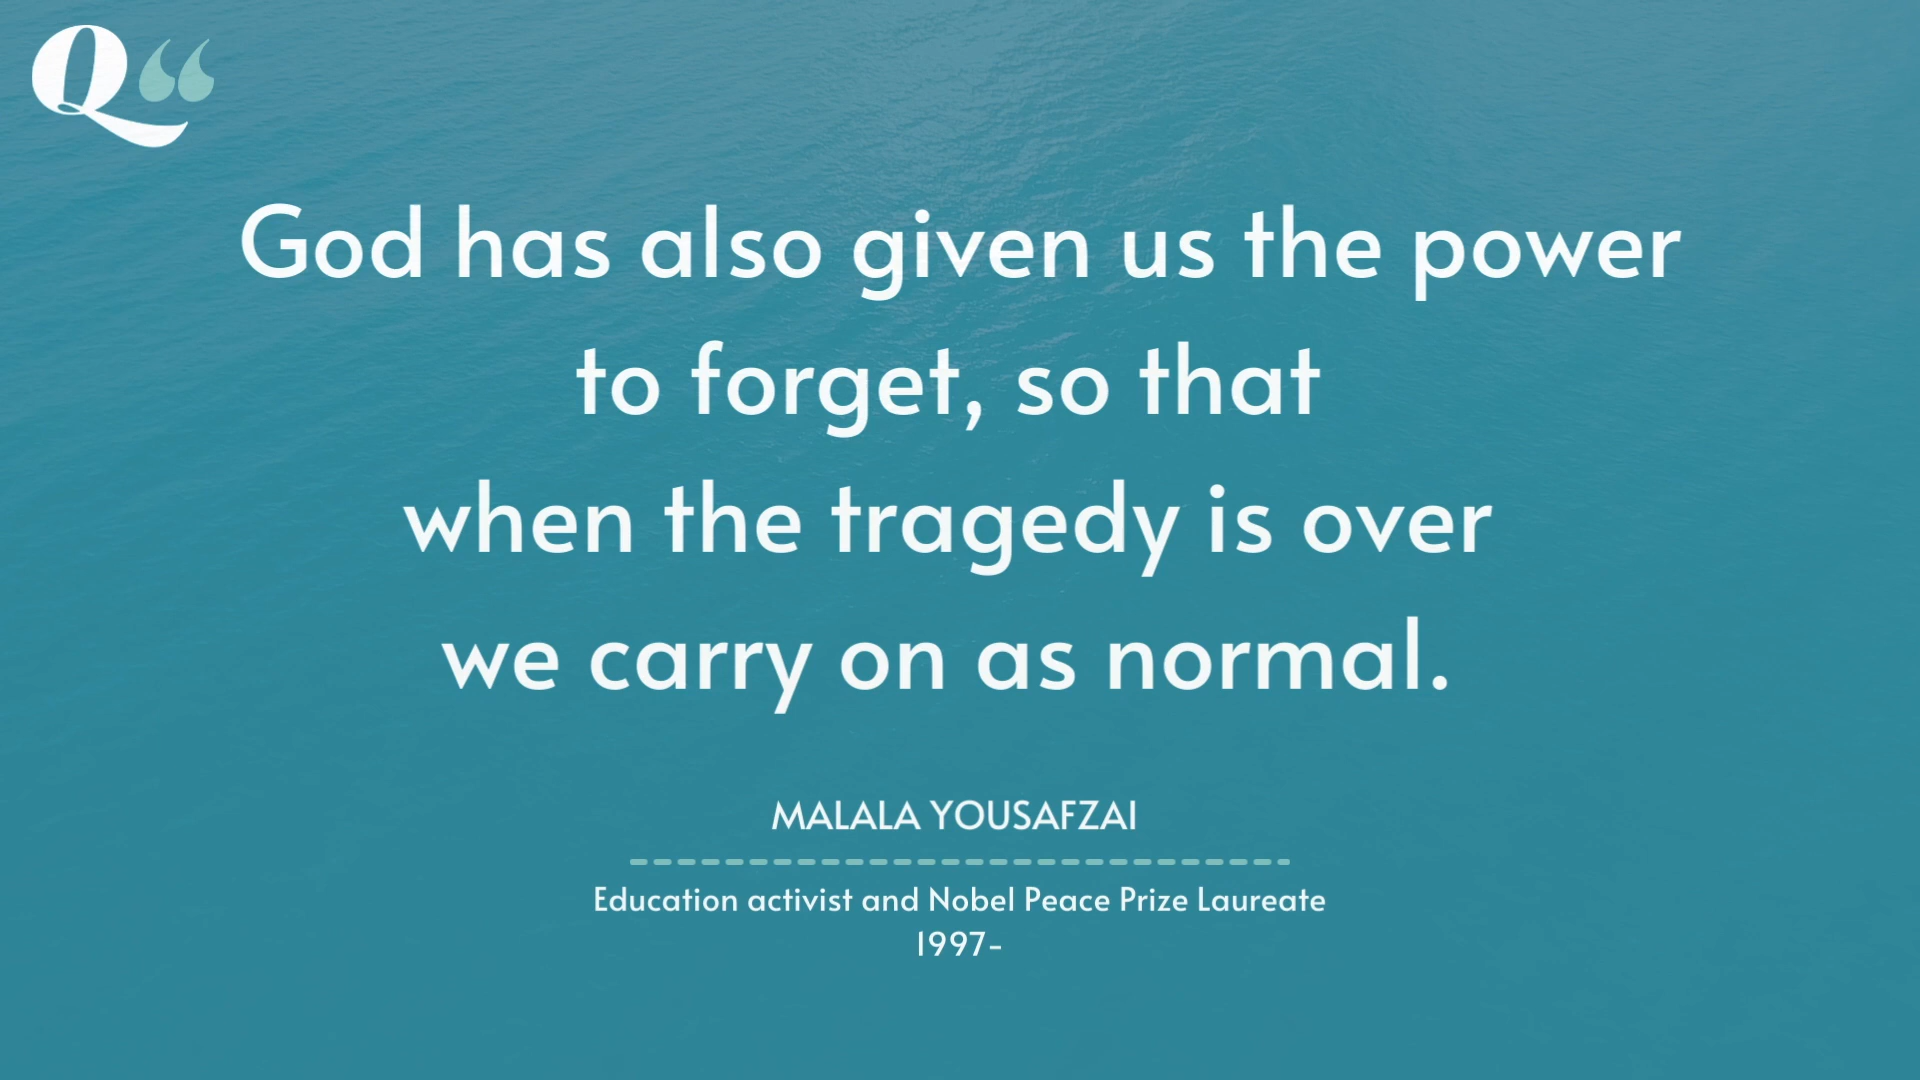 Q“
God has also given us the power
to forget, so that
when the tragedy is over
we carry on as normal.
MALALA YOUSAFZAI
Education activist and Nobel Peace Prize Laureate
1997-